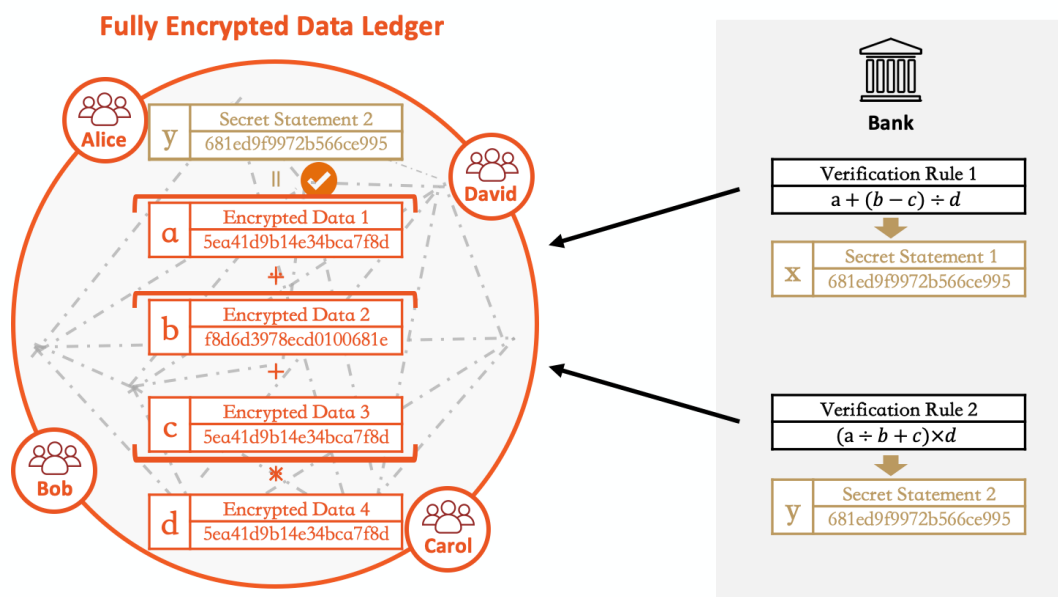 Fully Encrypted Data Ledger
Alice
David
Bob
Carol
y
Secret Statement 2
681ed9f9972b566ce995
=
a
Encrypted Data 1
5ea41d9b14e34bca7f8d
b
Encrypted Data 2
f8d6d3978ecd0100681e
+
c
Encrypted Data 3
5ea41d9b14e34bca7f8d
d
Encrypted Data 4
5ea41d9b14e34bca7f8d
Bank
Verification Rule 1
a + (b − c) ÷ d
x
Secret Statement 1
681ed9f9972b566ce995
Verification Rule 2
(a ÷ b + c)×d
y
Secret Statement 2
681ed9f9972b566ce995